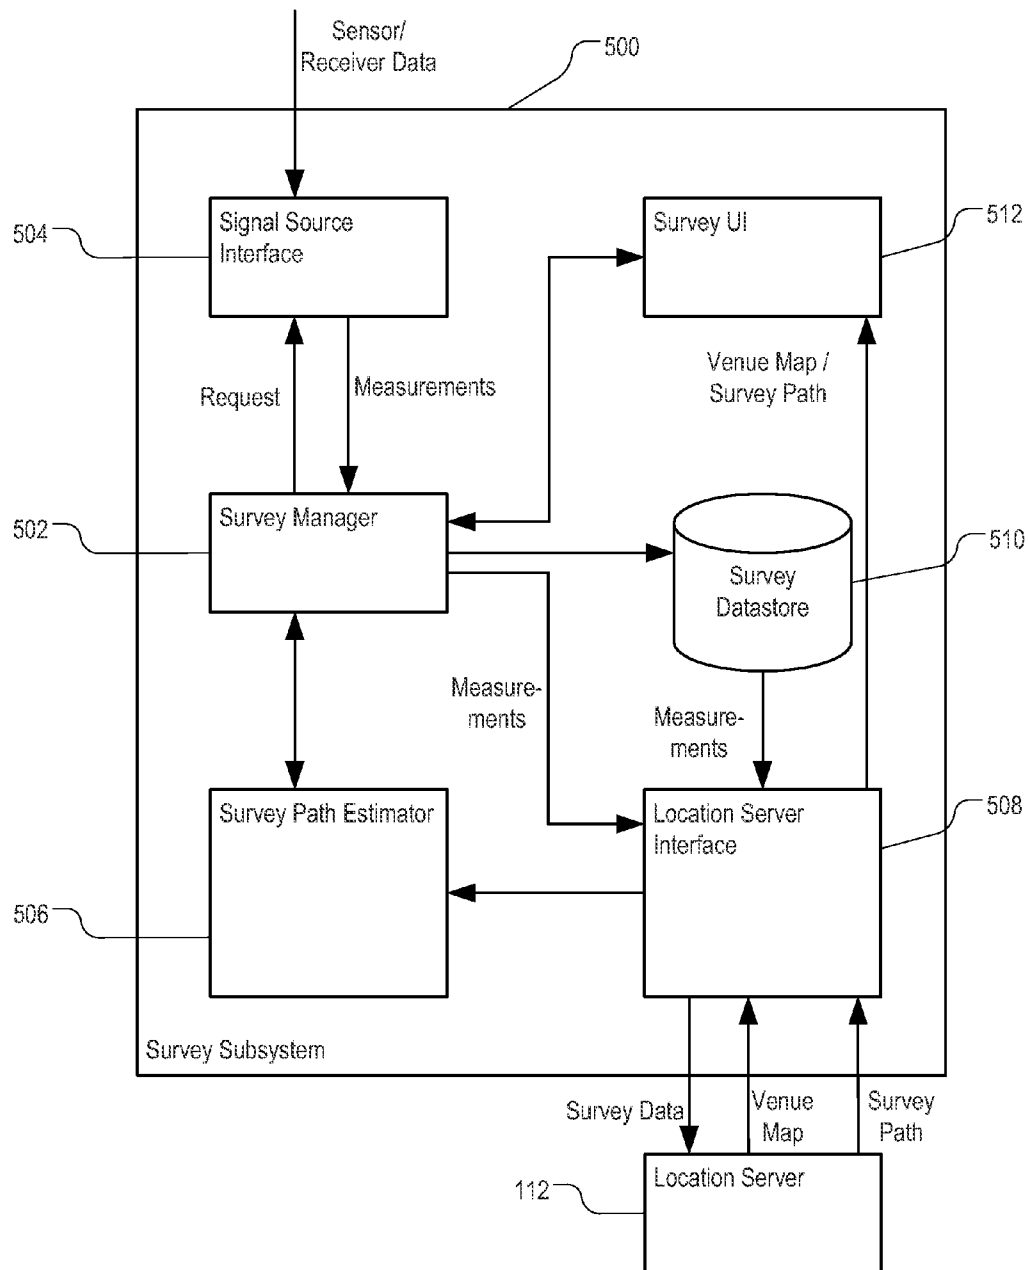 Sensor/
Receiver Data
500
Signal Source
Interface
504
Survey UI
512
Request
Measurements
Venue Map /
Survey Path
Survey Manager
502
Survey
Datastore
510
Measure-
ments
Measure-
ments
Survey Path Estimator
506
Location Server
Interface
508
Survey Subsystem
Survey Data
Venue
Map
Survey
Path
Location Server
112